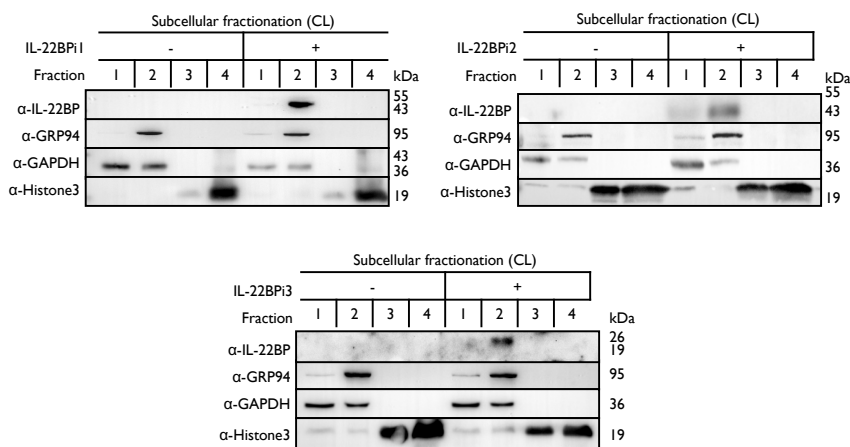 Subcellular fractionation (CL)
IL-22BPi1 - +
Fraction 1 2 3 4 1 2 3 4 kDa
α-IL-22BP 55 43
α-GRP94 95
α-GAPDH 43 36
α-Histone3 19
Subcellular fractionation (CL)
IL-22BPi2 - +
Fraction 1 2 3 4 1 2 3 4 kDa
α-IL-22BP 55 43
α-GRP94 95
α-GAPDH 36
α-Histone3 19
Subcellular fractionation (CL)
IL-22BPi3 - +
Fraction 1 2 3 4 1 2 3 4 kDa
α-IL-22BP 26 19
α-GRP94 95
α-GAPDH 36
α-Histone3 19